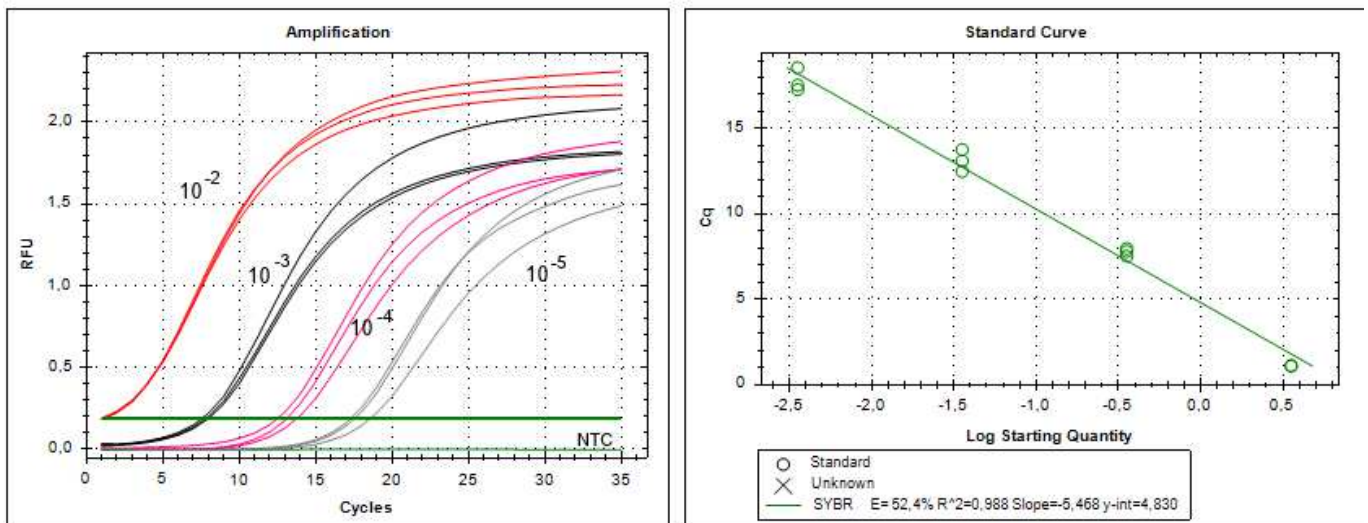 Amplification
2,0
1,5
1,0
0,5
0,0
RFU
10-2
10-3
10-4
10-5
NTC
0 5 10 15 20 25 30 35
Cycles
Standard Curve
15
10
5
0
Cq
-2,5 -2,0 -1,5 -1,0 -0,5 0,0 0,5
Log Starting Quantity
Standard
Unknown
SYBR E= 52,4% R^2=0,988 Slope=-5,468 y-int=4,830